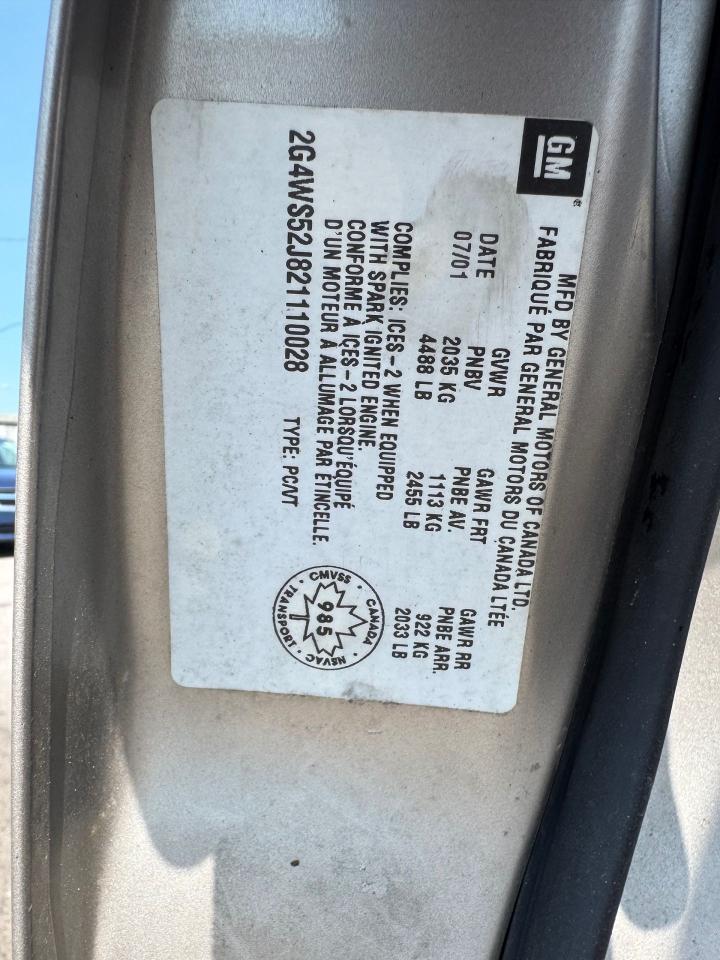 GM
MFD BY GENERAL MOTORS OF CANADA LTD.
FABRIQUÉ PAR GENERAL MOTORS DU CANADA LTÉE
DATE GVWR GAWR FRT GAWR RR
07/01 PNBV PNBE AV. PNBE ARR.
2035 KG 1113 KG 922 KG
4488 LB 2455 LB 2033 LB
COMPLIES: ICES-2 WHEN EQUIPPED
WITH SPARK IGNITED ENGINE.
CONFORME À ICES-2 LORSQU'ÉQUIPÉ
D'UN MOTEUR À ALLUMAGE PAR ÉTINCELLE.
2G4WS52J821110028 TYPE: PC/VT
CANADA
CMVSS
985
NSVAC
TRANSPORT